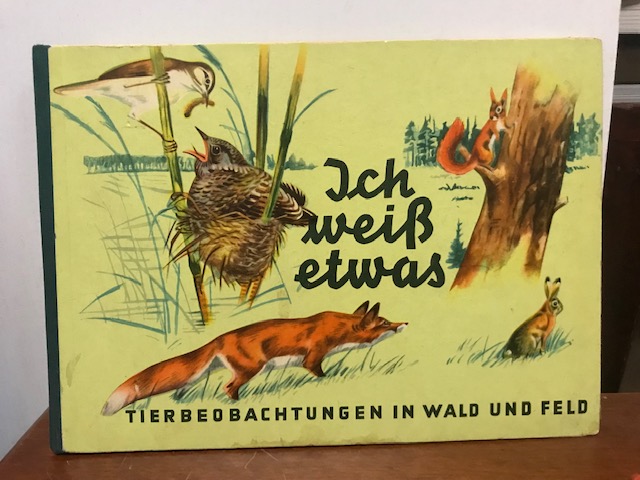 Ich
weiß
etwas
TIERBEOBACHTUNGEN IN WALD UND FELD